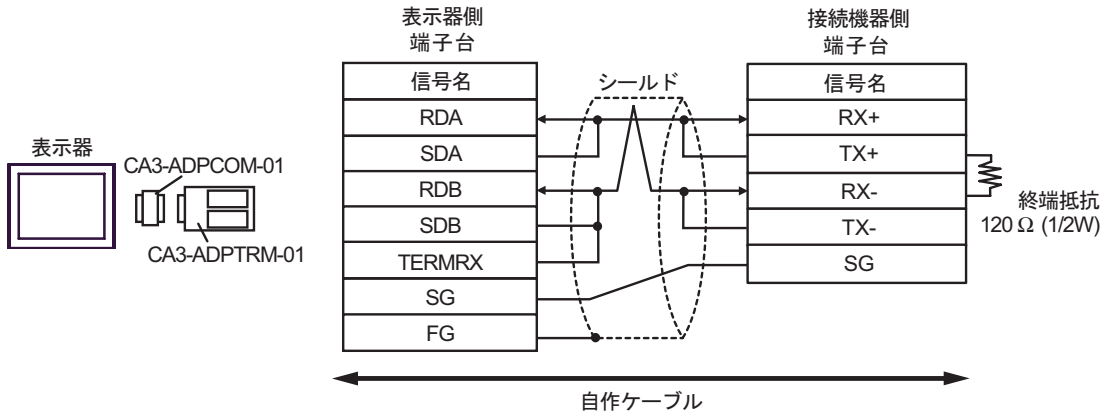 表示器
CA3-ADPCOM-01
CA3-ADPTRM-01
表示器側
端子台
信号名
RDA
SDA
RDB
SDB
TERMRX
SG
FG
シールド
接続機器側
端子台
信号名
RX+
TX+
RX-
TX-
SG
終端抵抗
120 Ω (1/2W)
自作ケーブル